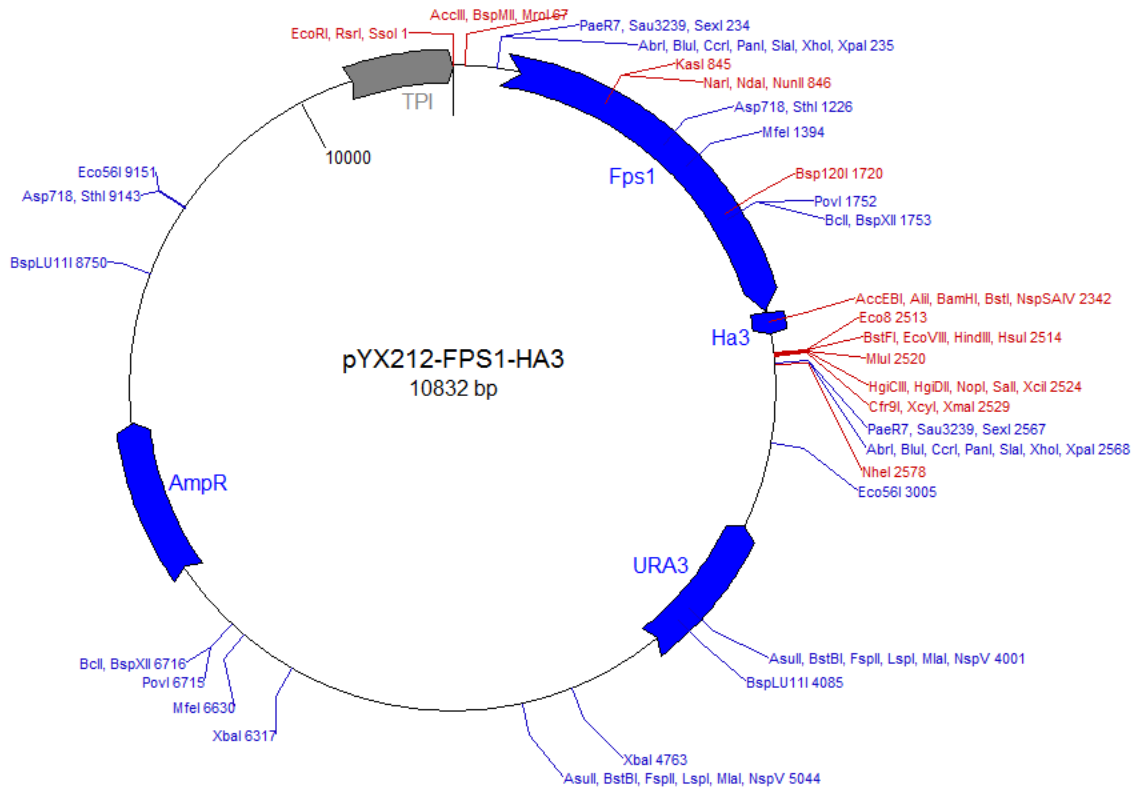 AccIII, BspMII, MroI 67
EcoRI, RsrI, SsoI 1
TPI
PaeR7, Sau3239, SexI 234
AbrI, BluI, CcrI, PanI, SlaI, XhoI, XpaI 235
KasI 845
NarI, NdaI, NunII 846
Asp718, SthI 1226
MfeI 1394
Fps1
Bsp120I 1720
PovI 1752
BclI, BspXII 1753
10000
Eco56I 9151
Asp718, SthI 9143
BspLU11I 8750
AccEBI, AliI, BamHI, BstI, NspSAIV 2342
Ha3
Eco8 2513
BstFI, EcoVIII, HindIII, HsuI 2514
MluI 2520
HgiCIII, HgiDII, NopI, SalI, XciI 2524
Cfr9I, XcyI, XmaI 2529
PaeR7, Sau3239, SexI 2567
AbrI, BluI, CcrI, PanI, SlaI, XhoI, XpaI 2568
NheI 2578
Eco56I 3005
pYX212-FPS1-HA3
10832 bp
AmpR
URA3
AsuII, BstBI, FspII, LspI, MlaI, NspV 4001
BspLU11I 4085
BclI, BspXII 6716
PovI 6715
MfeI 6630
XbaI 6317
XbaI 4763
AsuII, BstBI, FspII, LspI, MlaI, NspV 5044